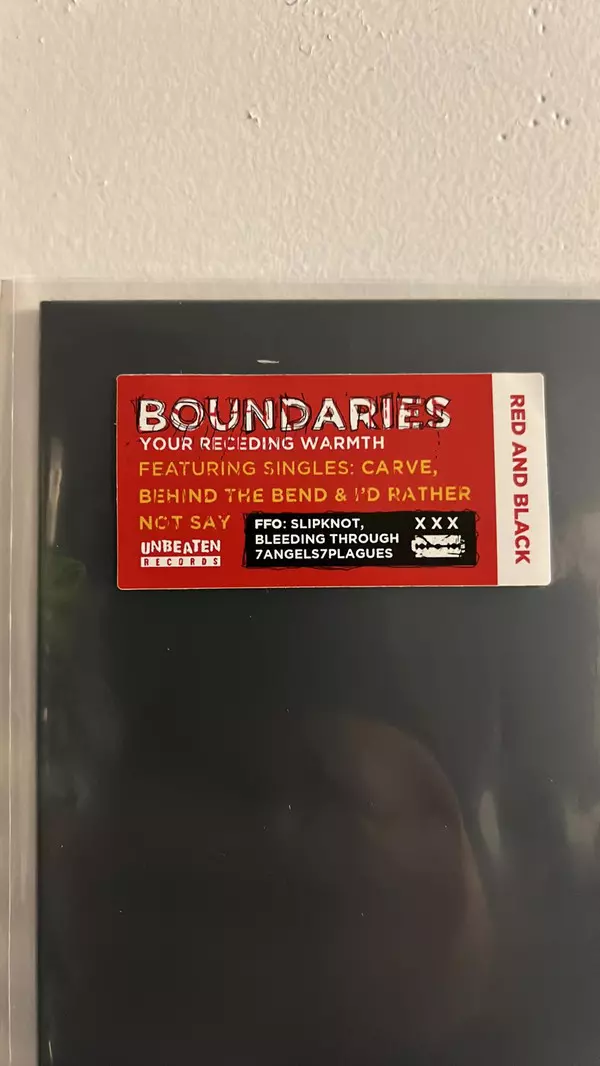 BOUNDARIES
YOUR RECEDING WARMTH
FEATURING SINGLES: CARVE,
BEHIND THE BEND & I'D RATHER
NOT SAY
FFO: SLIPKNOT,
BLEEDING THROUGH
7ANGELS7PLAGUES
XXX
UNBEATEN
RECORDS
RED AND BLACK